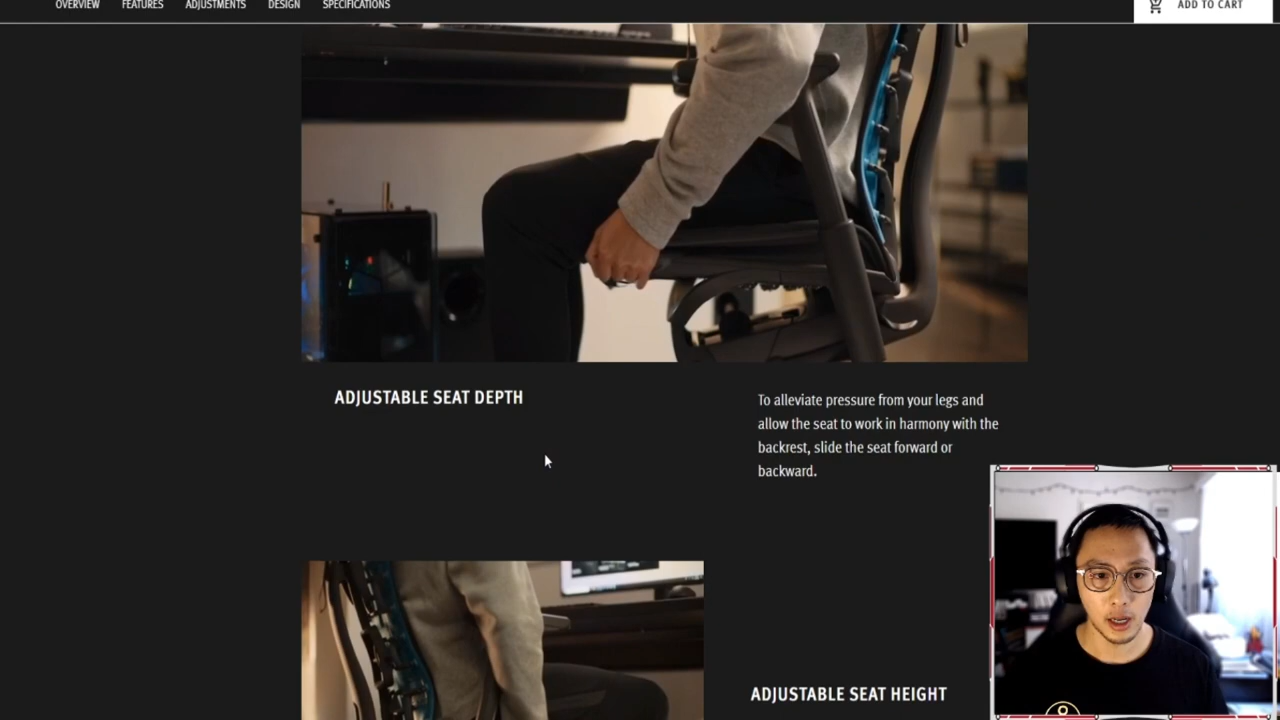 OVERVIEW
FEATURES
ADJUSTMENTS
DESIGN
SPECIFICATIONS
ADD TO CART
ADJUSTABLE SEAT DEPTH
To alleviate pressure from your legs and
allow the seat to work in harmony with the
backrest, slide the seat forward or
backward.
ADJUSTABLE SEAT HEIGHT